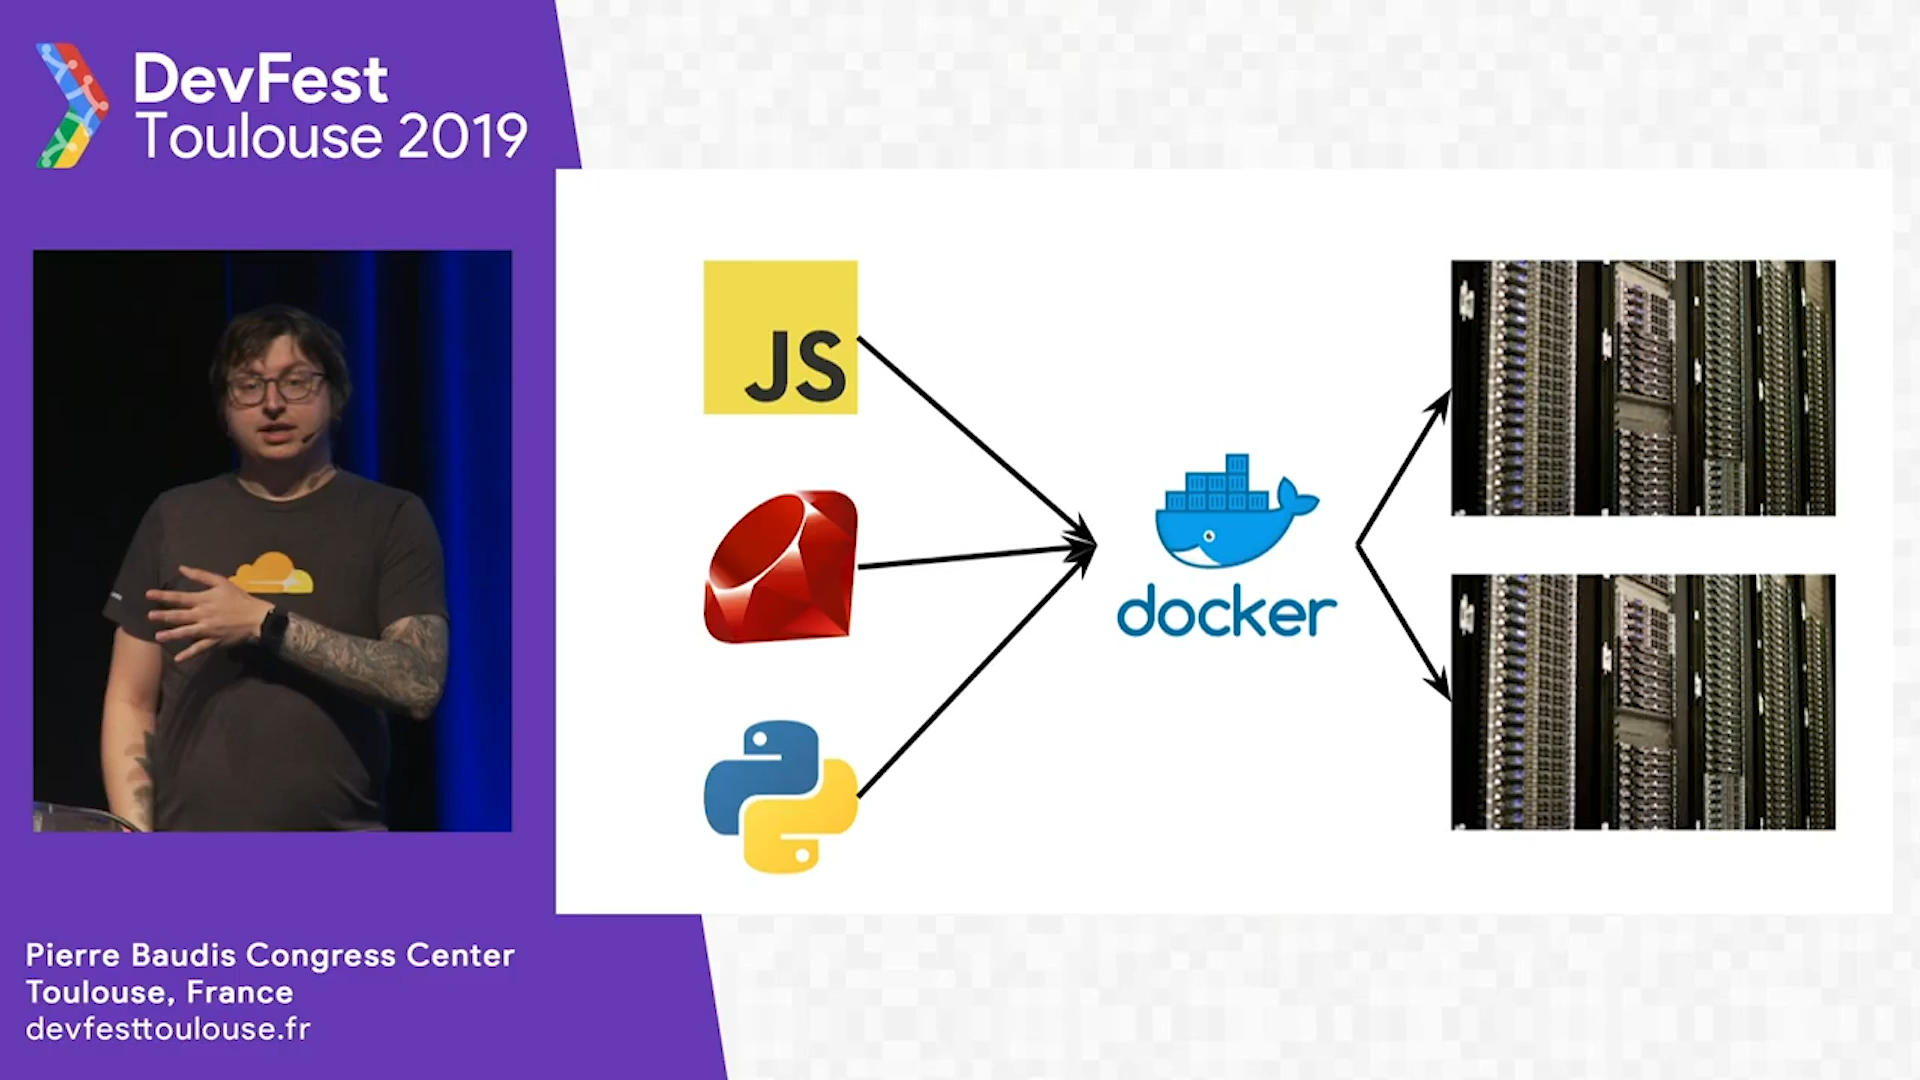 DevFest
Toulouse 2019
JS
docker
Pierre Baudis Congress Center
Toulouse, France
devfesttoulouse.fr